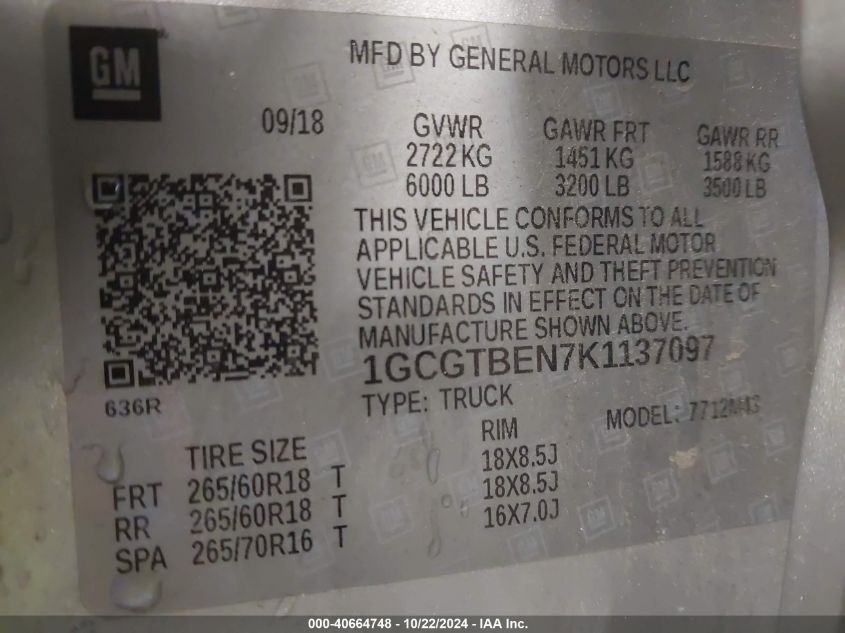 GM
MFD BY GENERAL MOTORS LLC
09/18
GVWR GAWR FRT GAWR RR
2722 KG 1451 KG 1588 KG
6000 LB 3200 LB 3500 LB
THIS VEHICLE CONFORMS TO ALL
APPLICABLE U.S. FEDERAL MOTOR
VEHICLE SAFETY AND THEFT PREVENTION
STANDARDS IN EFFECT ON THE DATE OF
MANUFACTURE SHOWN ABOVE.
1GCGTBEN7K1137097
636R
TYPE: TRUCK MODEL:
TIRE SIZE RIM
FRT 265/60R18 T 18X8.5J
RR 265/60R18 T 18X8.5J
SPA 265/70R16 T 16X7.0J
000-40664748 - 10/22/2024 - IAA Inc.